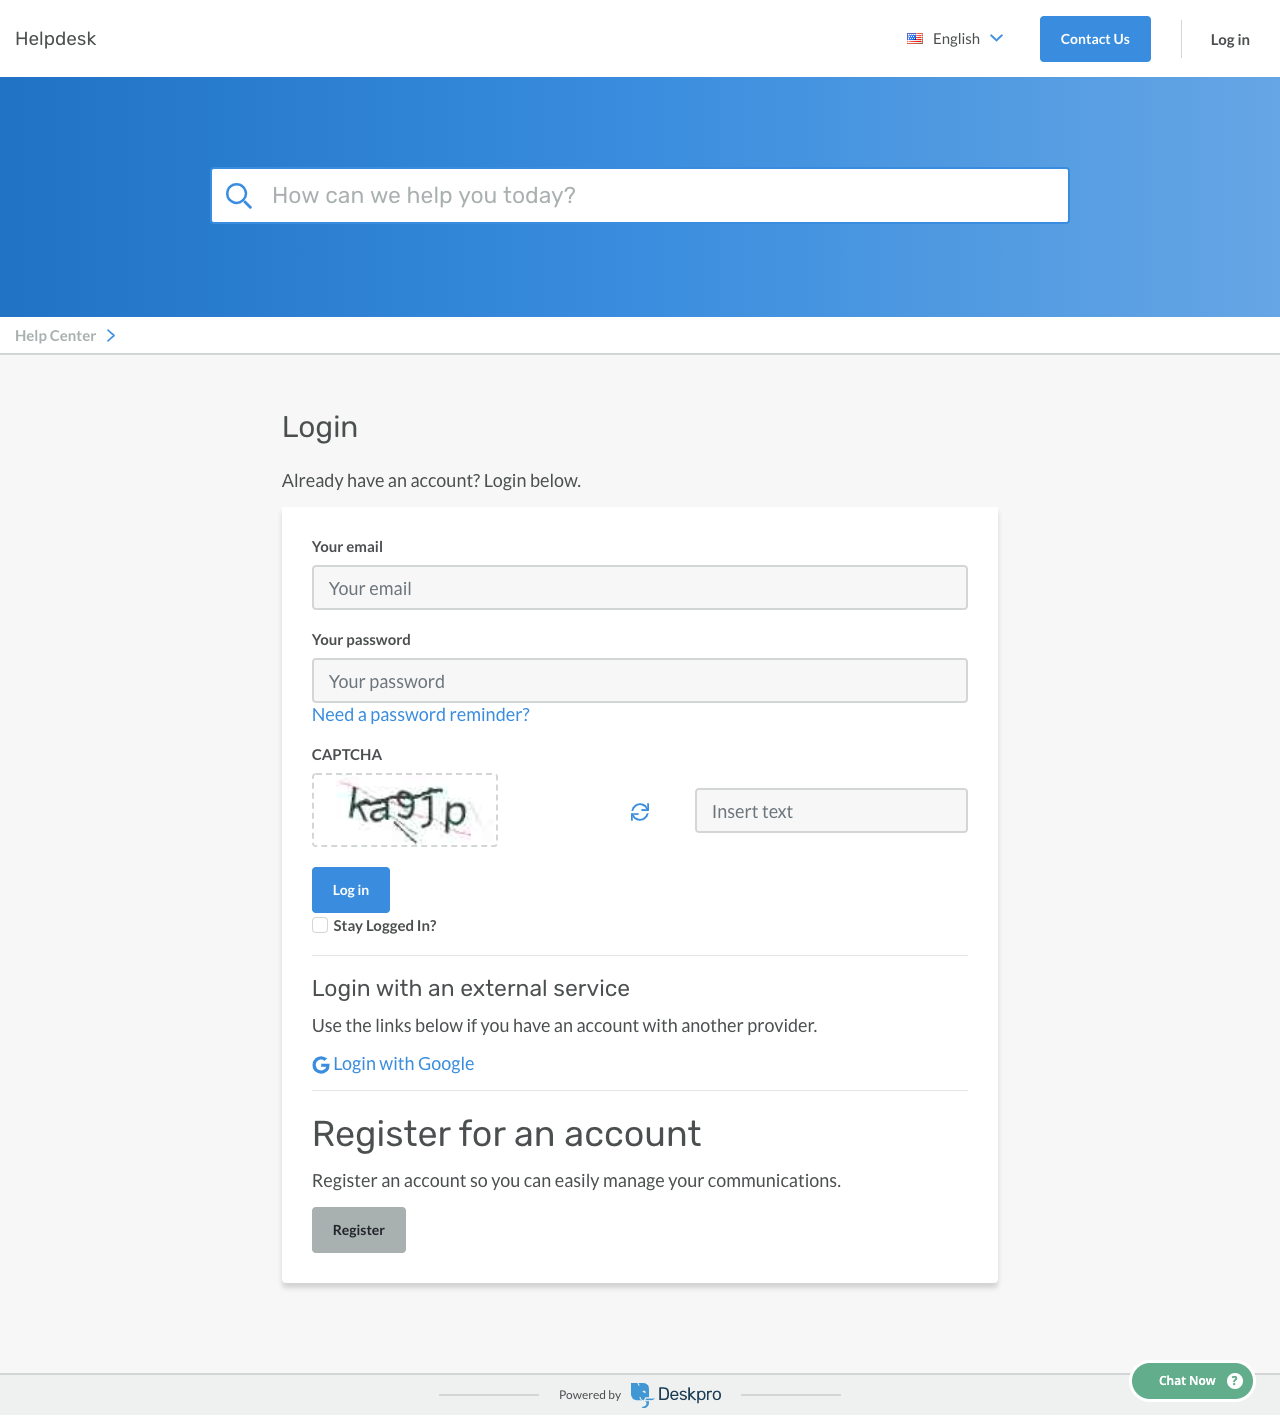 Helpdesk
English
Contact Us
Log in
How can we help you today?
Help Center
Login
Already have an account? Login below.
Your email
Your email
Your password
Your password
Need a password reminder?
CAPTCHA
ka9jp
Insert text
Log in
Stay Logged In?
Login with an external service
Use the links below if you have an account with another provider.
Login with Google
Register for an account
Register an account so you can easily manage your communications.
Register
Powered by Deskpro
Chat Now ?